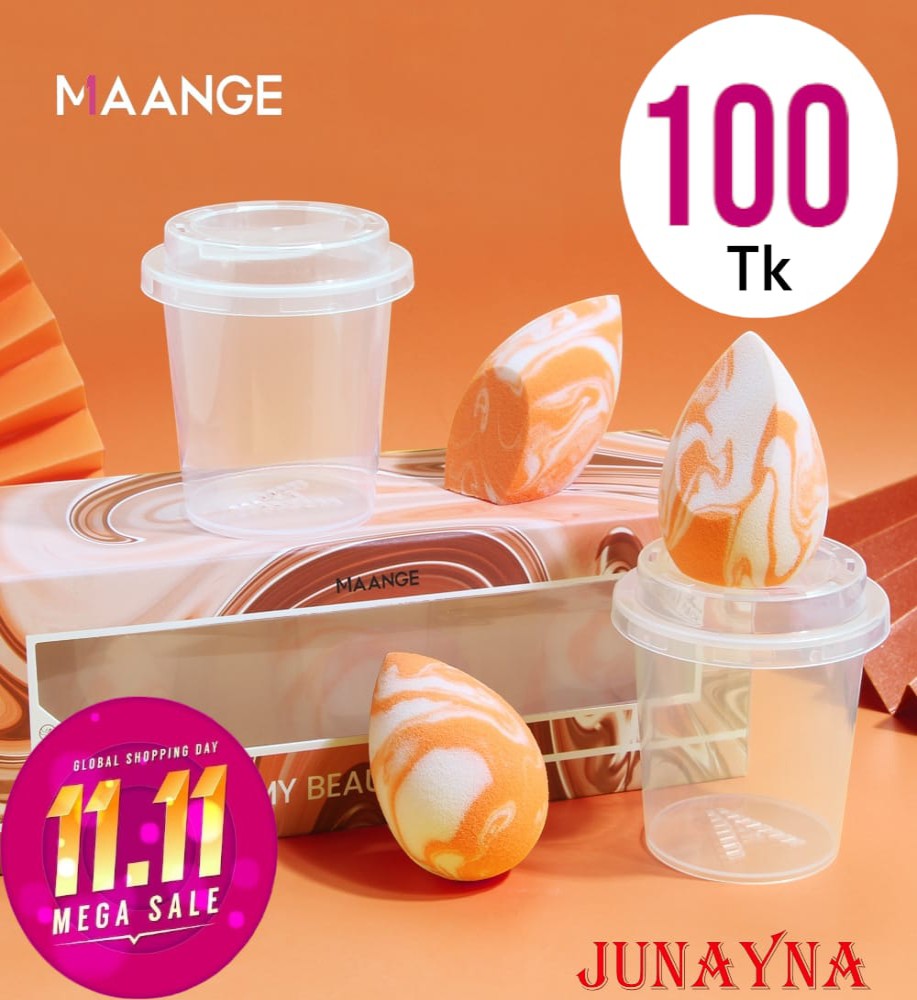 MAANGE
100
Tk
MAANGE
MY BEAU
GLOBAL SHOPPING DAY
11.11
MEGA SALE
JUNAYNA